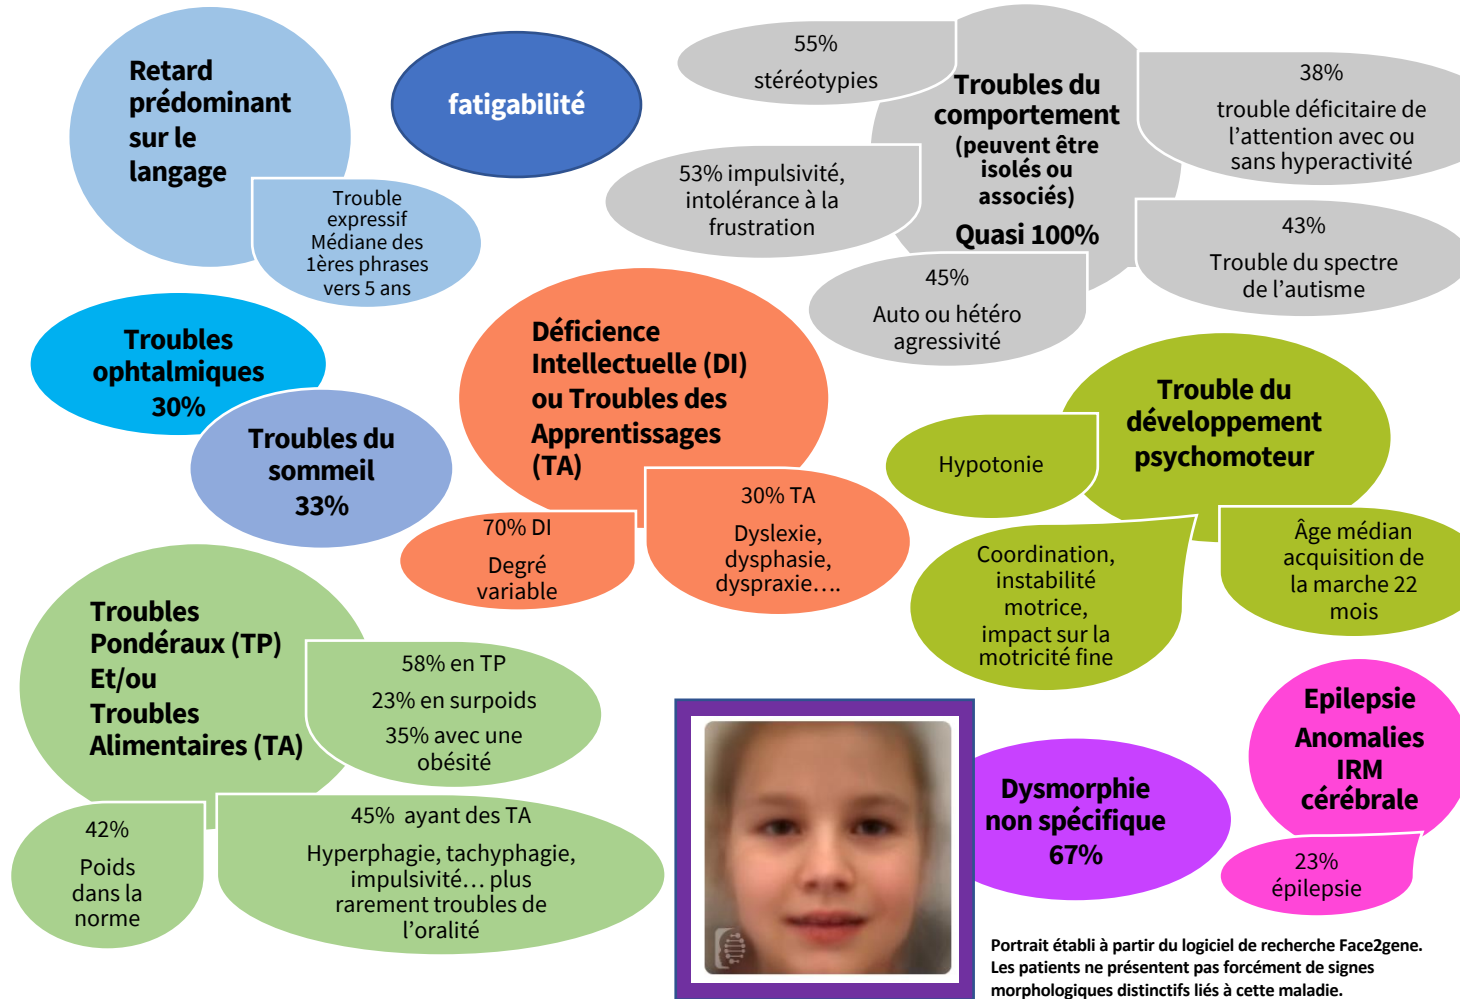 Retard
prédominant
sur le
langage
Trouble
expressif
Médiane des
1ères phrases
vers 5 ans
fatigabilité
Troubles du
comportement
(peuvent être
isolés ou
associés)
Quasi 100%
55%
stéréotypies
53% impulsivité,
intolérance à la
frustration
45%
Auto ou hétéro
agressivité
38%
trouble déficitaire de
l’attention avec ou
sans hyperactivité
43%
Trouble du spectre
de l’autisme
Troubles
ophtalmiques
30%
Troubles du
sommeil
33%
Déficience
Intellectuelle (DI)
ou Troubles des
Apprentissages
(TA)
70% DI
Degré
variable
30% TA
Dyslexie,
dysphasie,
dyspraxie….
Trouble du
développement
psychomoteur
Hypotonie
Coordination,
instabilité
motrice,
impact sur la
motricité fine
Âge médian
acquisition de
la marche 22
mois
Troubles
Pondéraux (TP)
Et/ou
Troubles
Alimentaires (TA)
58% en TP
23% en surpoids
35% avec une
obésité
42%
Poids
dans la
norme
45% ayant des TA
Hyperphagie, tachyphagie,
impulsivité… plus
rarement troubles de
l’oralité
Dysmorphie
non spécifique
67%
Epilepsie
Anomalies
IRM
cérébrale
23%
épilepsie
Portrait établi à partir du logiciel de recherche Face2gene.
Les patients ne présentent pas forcément de signes
morphologiques distinctifs liés à cette maladie.